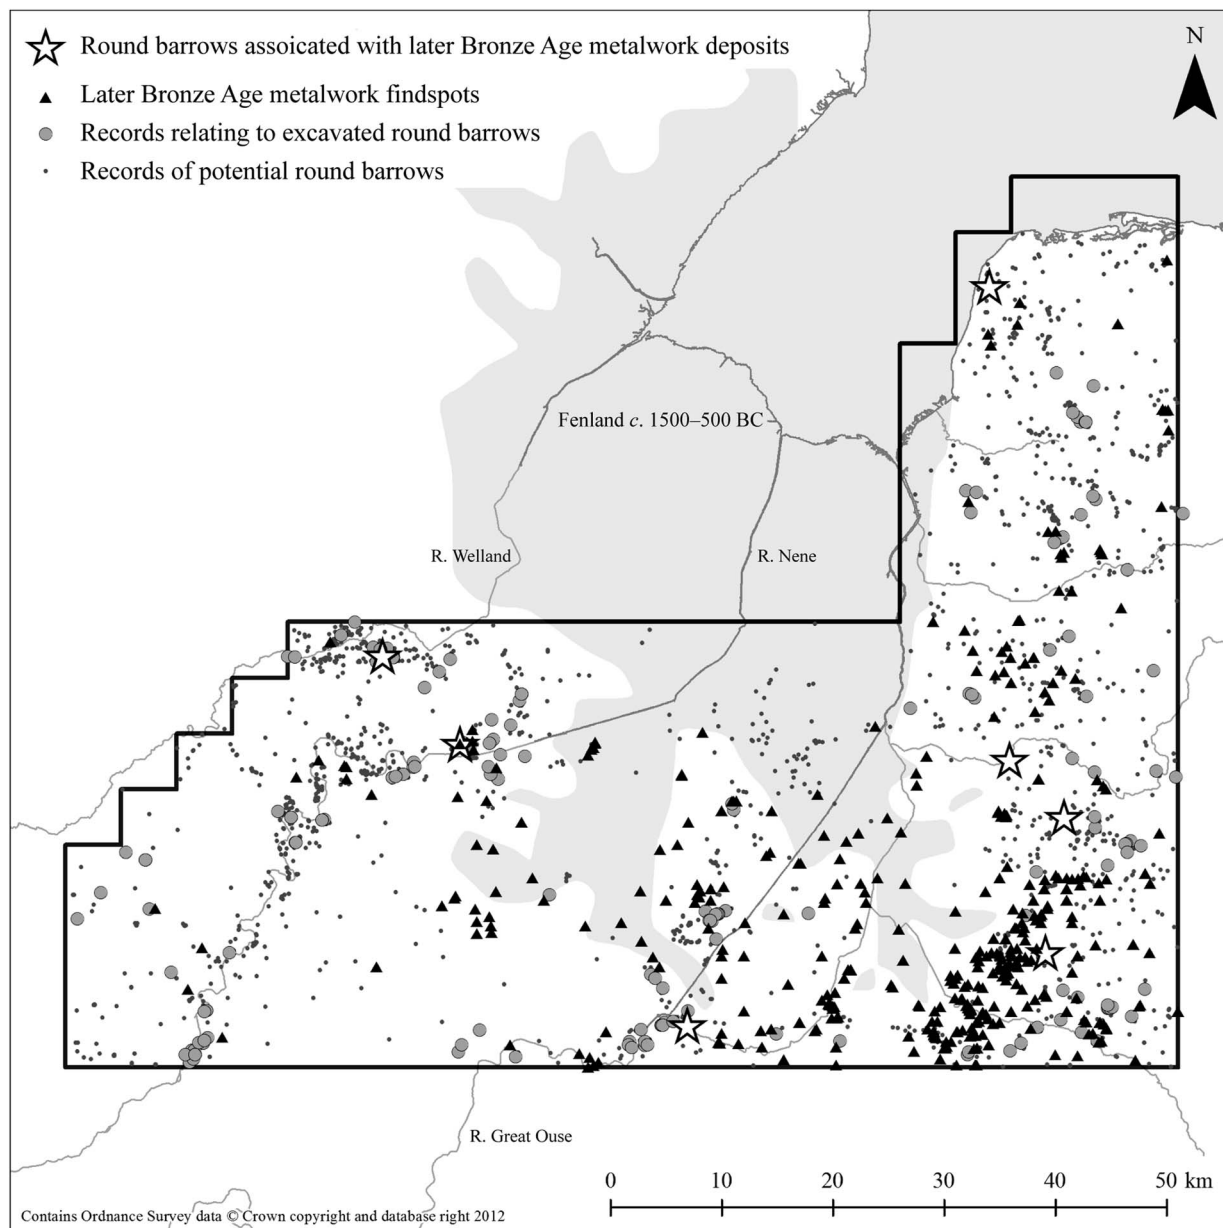 Round barrows assoicated with later Bronze Age metalwork deposits
Later Bronze Age metalwork findspots
Records relating to excavated round barrows
Records of potential round barrows
N
Fenland c. 1500–500 BC
R. Welland
R. Nene
R. Great Ouse
0 10 20 30 40 50 km
Contains Ordnance Survey data © Crown copyright and database right 2012